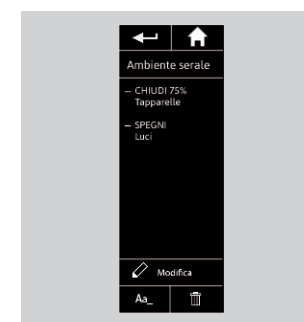 Ambiente serale
– CHIUDI 75%
Tapparelle
– SPEGNI
Luci
Modifica
Aa_